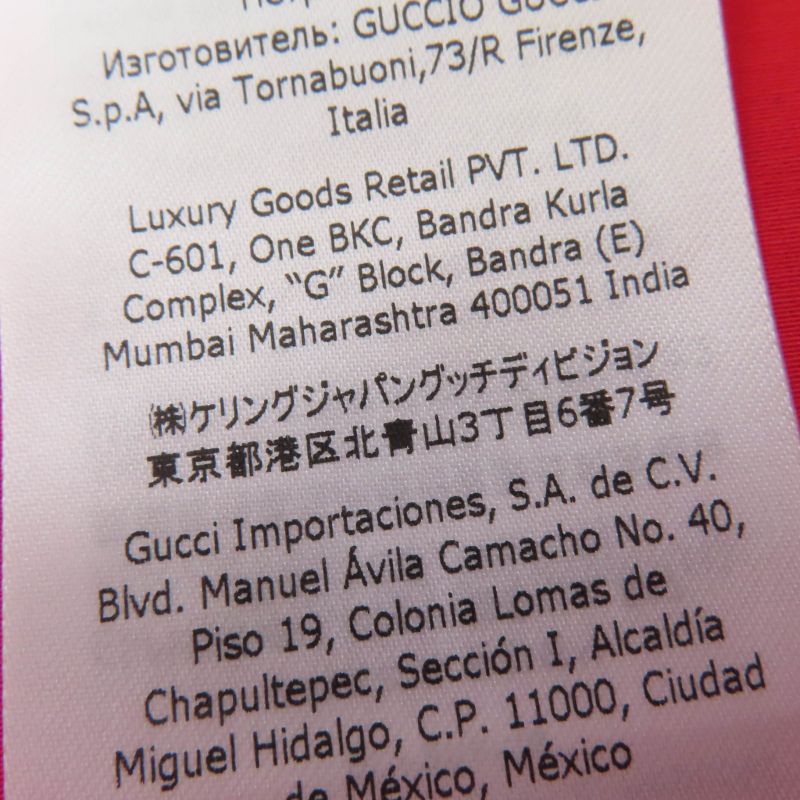 Изготовитель: GUCCIO GUCCI
S.p.A, via Tornabuoni,73/R Firenze,
Italia
Luxury Goods Retail PVT. LTD.
C-601, One BKC, Bandra Kurla
Complex, “G” Block, Bandra (E)
Mumbai Maharashtra 400051 India
㈱ケリングジャパングッチディビジョン
東京都港区北青山3丁目6番7号
Gucci Importaciones, S.A. de C.V.
Blvd. Manuel Ávila Camacho No. 40,
Piso 19, Colonia Lomas de
Chapultepec, Sección I, Alcaldía
Miguel Hidalgo, C.P. 11000, Ciudad
de México, México